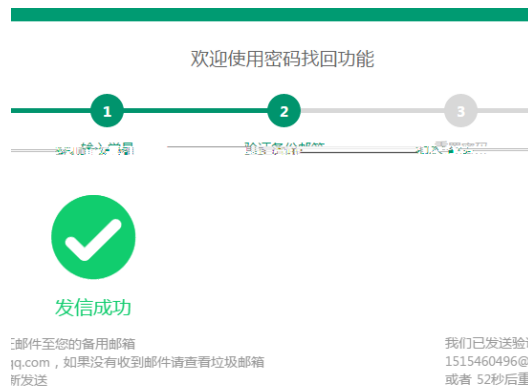 欢迎使用密码找回功能
1
2
3
发信成功
邮件至您的备用邮箱
我们已发送验
qq.com，如果没有收到邮件请查看垃圾邮箱
1515460496@
新发送
或者 52秒后重